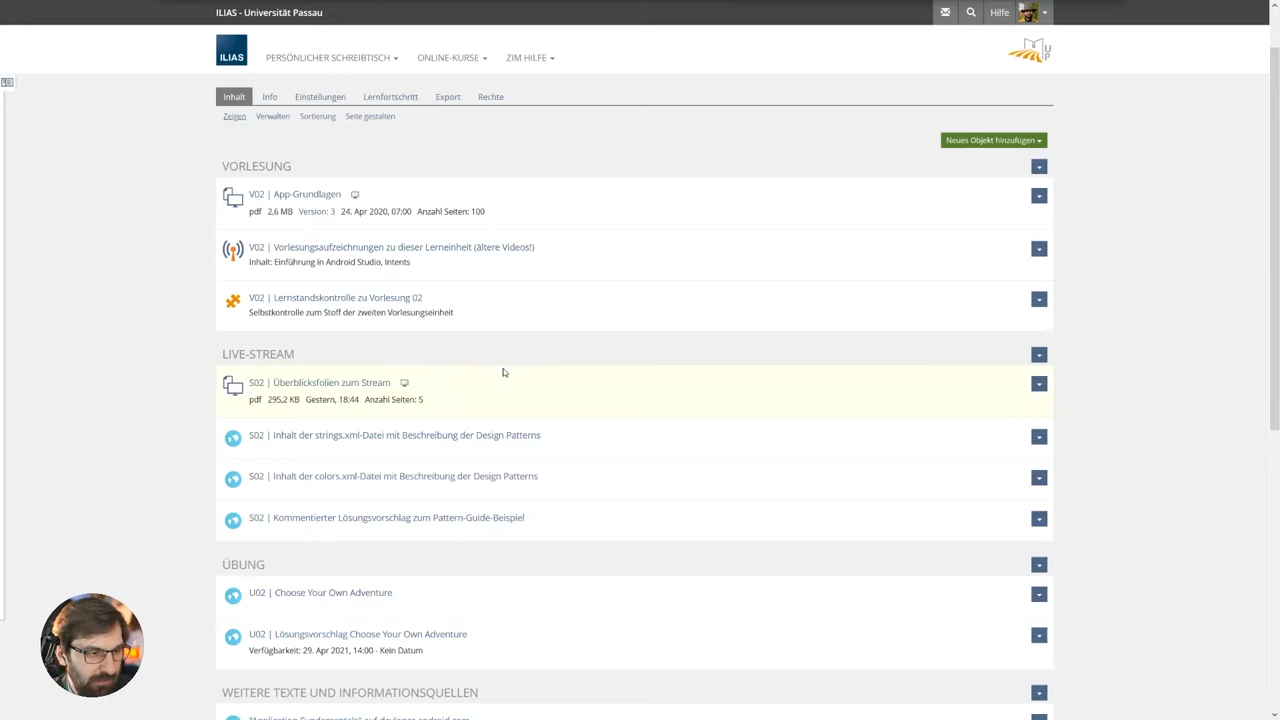 ILIAS - Universität Passau
Hilfe
ILIAS
PERSÖNLICHER SCHREIBTISCH
ONLINE-KURSE
ZIM HILFE
UP
Inhalt Info Einstellungen Lernfortschritt Export Rechte
Zeigen Verwalten Sortierung Seite gestalten
Neues Objekt hinzufügen
VORLESUNG
V02 | App-Grundlagen
pdf 2,6 MB Version: 3 24. Apr 2020, 07:00 Anzahl Seiten: 100
V02 | Vorlesungsaufzeichnungen zu dieser Lerneinheit (ältere Videos!)
Inhalt: Einführung in Android Studio, Intents
V02 | Lernstandskontrolle zu Vorlesung 02
Selbstkontrolle zum Stoff der zweiten Vorlesungseinheit
LIVE-STREAM
S02 | Überblicksfolien zum Stream
pdf 295,2 KB Gestern, 18:44 Anzahl Seiten: 5
S02 | Inhalt der strings.xml-Datei mit Beschreibung der Design Patterns
S02 | Inhalt der colors.xml-Datei mit Beschreibung der Design Patterns
S02 | Kommentierter Lösungsvorschlag zum Pattern-Guide-Beispiel
ÜBUNG
U02 | Choose Your Own Adventure
U02 | Lösungsvorschlag Choose Your Own Adventure
Verfügbarkeit: 29. Apr 2021, 14:00 - Kein Datum
WEITERE TEXTE UND INFORMATIONSQUELLEN
"Application Fundamentals" auf developer.android.com